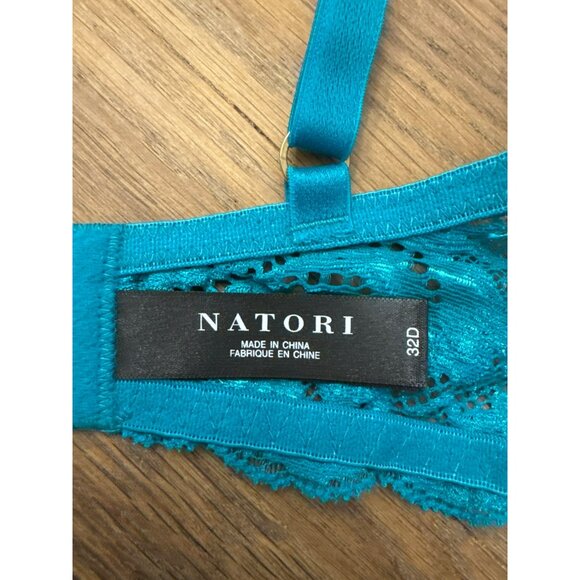 NATORI
MADE IN CHINA
FABRIQUE EN CHINE
32D